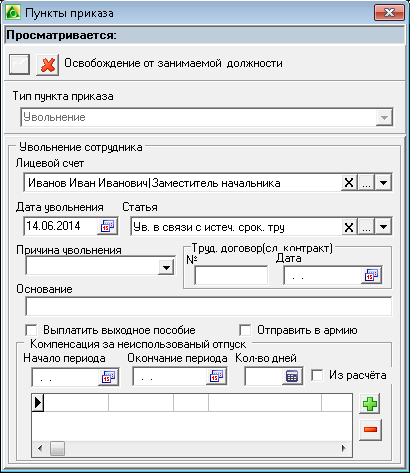 Пункты приказа
Просматривается:
Освобождение от занимаемой должности
Тип пункта приказа
Увольнение
Увольнение сотрудника
Лицевой счет
Иванов Иван Иванович|Заместитель начальника
Дата увольнения Статья
14.06.2014 Ув. в связи с истеч. срок. тру
Причина увольнения Труд. договор(сл. контракт)
№ Дата
. .
Основание
Выплатить выходное пособие Отправить в армию
Компенсация за неиспользованый отпуск
Начало периода Окончание периода Кол-во дней
. . . . Из расчёта